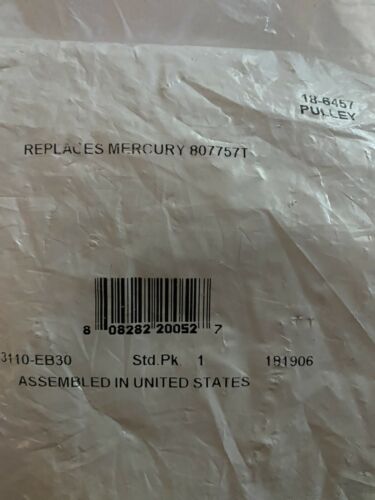 18-6457
PULLEY
REPLACES MERCURY 807757T
8 08282 20052 7
3110-EB30 Std.Pk. 1 181906
ASSEMBLED IN UNITED STATES